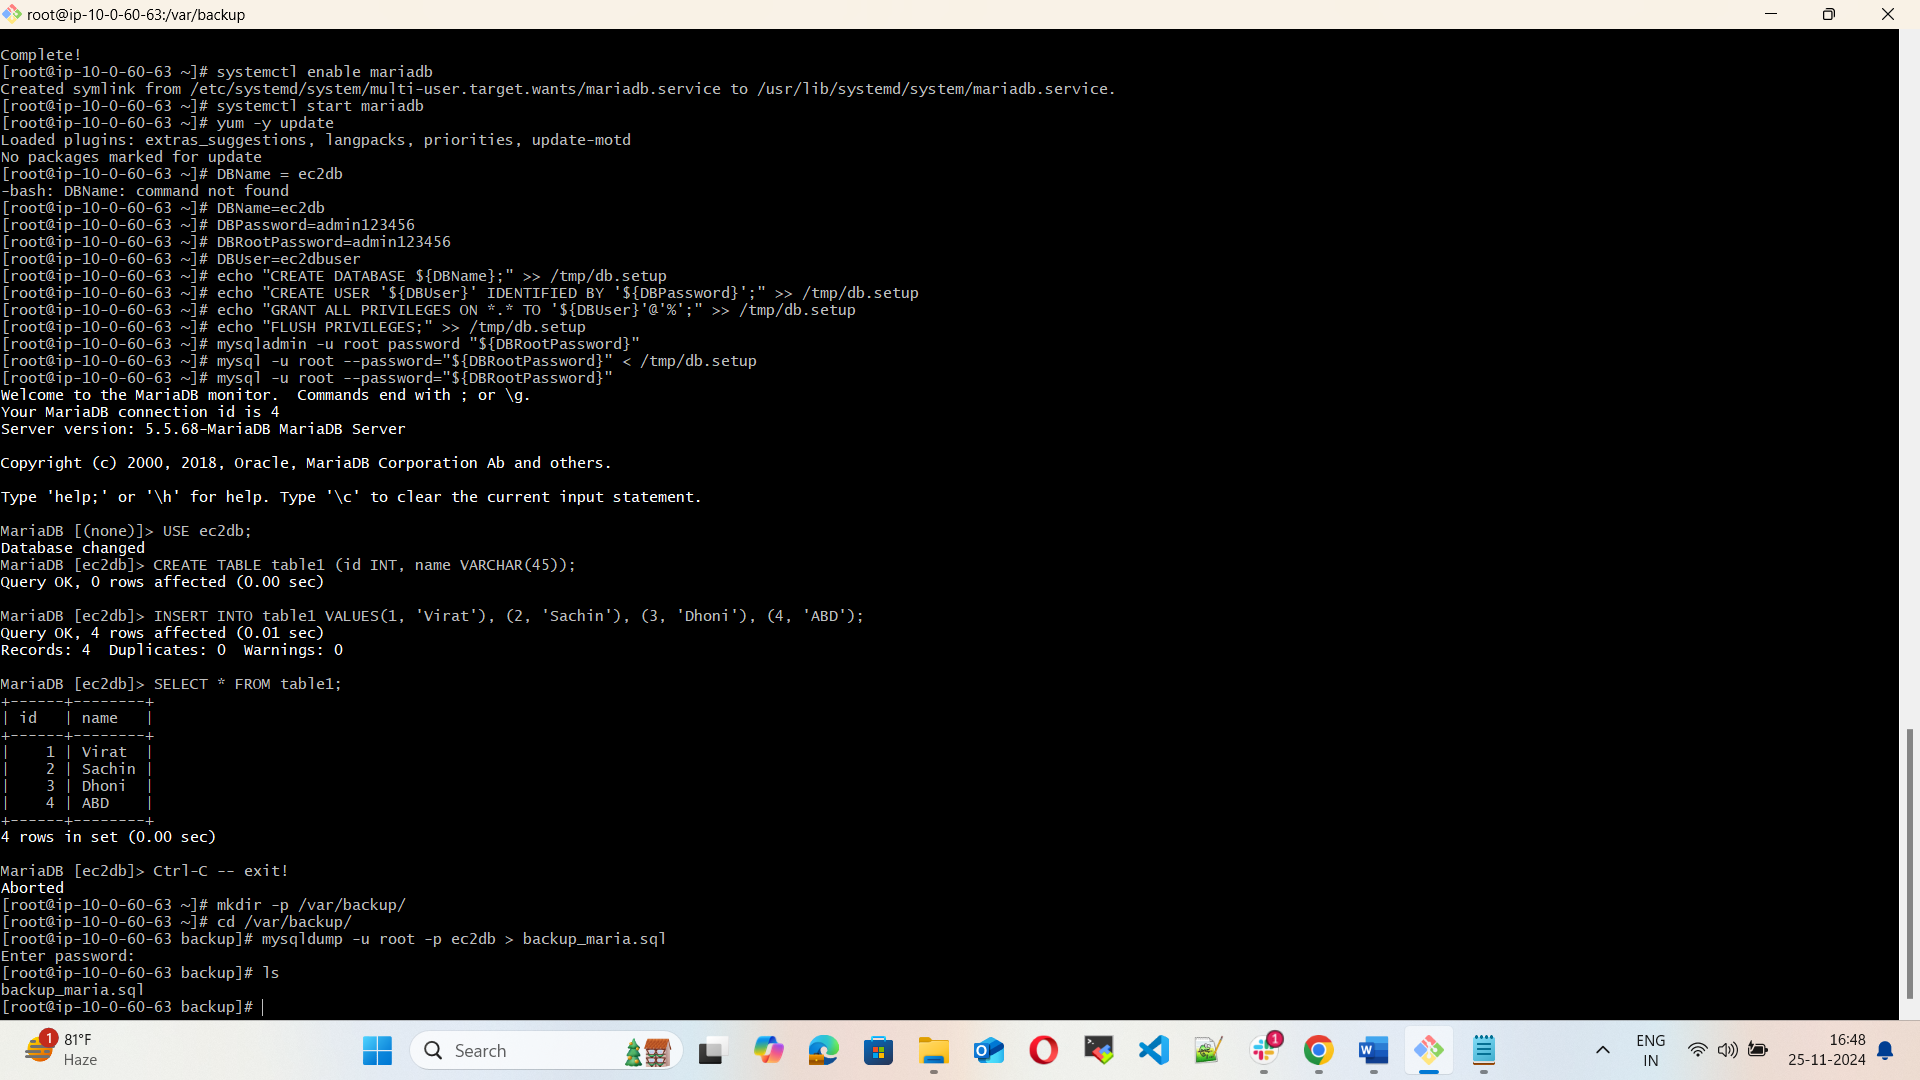 root@ip-10-0-60-63:/var/backup
Complete!
[root@ip-10-0-60-63 ~]# systemctl enable mariadb
Created symlink from /etc/systemd/system/multi-user.target.wants/mariadb.service to /usr/lib/systemd/system/mariadb.service.
[root@ip-10-0-60-63 ~]# systemctl start mariadb
[root@ip-10-0-60-63 ~]# yum -y update
Loaded plugins: extras_suggestions, langpacks, priorities, update-motd
No packages marked for update
[root@ip-10-0-60-63 ~]# DBName = ec2db
-bash: DBName: command not found
[root@ip-10-0-60-63 ~]# DBName=ec2db
[root@ip-10-0-60-63 ~]# DBPassword=admin123456
[root@ip-10-0-60-63 ~]# DBRootPassword=admin123456
[root@ip-10-0-60-63 ~]# DBUser=ec2dbuser
[root@ip-10-0-60-63 ~]# echo "CREATE DATABASE ${DBName};" >> /tmp/db.setup
[root@ip-10-0-60-63 ~]# echo "CREATE USER '${DBUser}' IDENTIFIED BY '${DBPassword}';" >> /tmp/db.setup
[root@ip-10-0-60-63 ~]# echo "GRANT ALL PRIVILEGES ON *.* TO '${DBUser}'@'%';" >> /tmp/db.setup
[root@ip-10-0-60-63 ~]# echo "FLUSH PRIVILEGES;" >> /tmp/db.setup
[root@ip-10-0-60-63 ~]# mysqladmin -u root password "${DBRootPassword}"
[root@ip-10-0-60-63 ~]# mysql -u root --password="${DBRootPassword}" < /tmp/db.setup
[root@ip-10-0-60-63 ~]# mysql -u root --password="${DBRootPassword}"
Welcome to the MariaDB monitor.  Commands end with ; or \g.
Your MariaDB connection id is 4
Server version: 5.5.68-MariaDB MariaDB Server
Copyright (c) 2000, 2018, Oracle, MariaDB Corporation Ab and others.
Type 'help;' or '\h' for help. Type '\c' to clear the current input statement.
MariaDB [(none)]> USE ec2db;
Database changed
MariaDB [ec2db]> CREATE TABLE table1 (id INT, name VARCHAR(45));
Query OK, 0 rows affected (0.00 sec)
MariaDB [ec2db]> INSERT INTO table1 VALUES(1, 'Virat'), (2, 'Sachin'), (3, 'Dhoni'), (4, 'ABD');
Query OK, 4 rows affected (0.01 sec)
Records: 4  Duplicates: 0  Warnings: 0
MariaDB [ec2db]> SELECT * FROM table1;
+------+--------+
| id   | name   |
+------+--------+
|    1 | Virat  |
|    2 | Sachin |
|    3 | Dhoni  |
|    4 | ABD    |
+------+--------+
4 rows in set (0.00 sec)
MariaDB [ec2db]> Ctrl-C -- exit!
Aborted
[root@ip-10-0-60-63 ~]# mkdir -p /var/backup/
[root@ip-10-0-60-63 ~]# cd /var/backup/
[root@ip-10-0-60-63 backup]# mysqldump -u root -p ec2db > backup_maria.sql
Enter password:
[root@ip-10-0-60-63 backup]# ls
backup_maria.sql
[root@ip-10-0-60-63 backup]#
1
81°F
Haze
Search
1
ENG
IN
16:48
25-11-2024